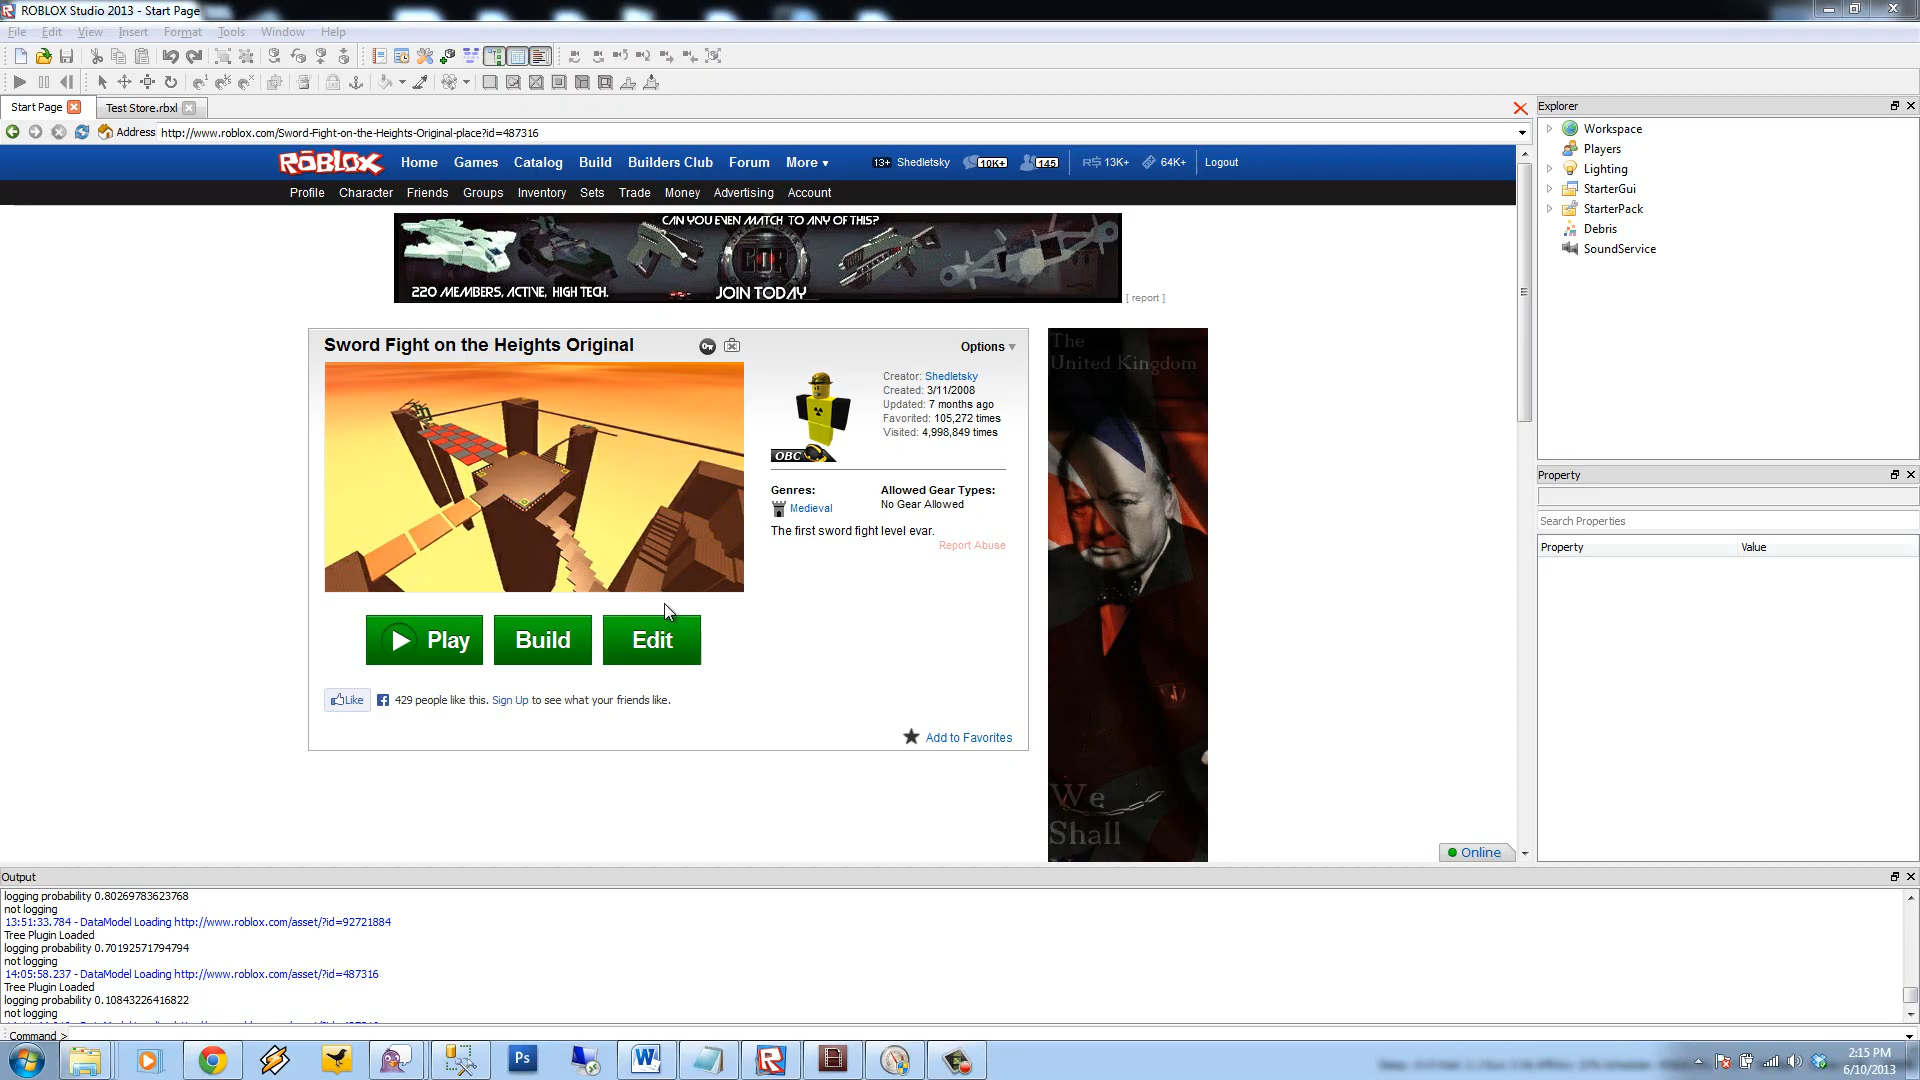 ROBLOX Studio 2013 - Start Page
File Edit View Insert Format Tools Window Help
Start Page Test Store.rbxl
Address http://www.roblox.com/Sword-Fight-on-the-Heights-Original-place?id=487316
ROBLOX Home Games Catalog Build Builders Club Forum More 13+ Shedletsky 10K+ 145 R$ 13K+ 64K+ Logout
Profile Character Friends Groups Inventory Sets Trade Money Advertising Account
CAN YOU EVEN MATCH TO ANY OF THIS?
GOR
220 MEMBERS, ACTIVE, HIGH TECH. JOIN TODAY
[ report ]
Sword Fight on the Heights Original
Options
Creator: Shedletsky
Created: 3/11/2008
Updated: 7 months ago
Favorited: 105,272 times
Visited: 4,998,849 times
OBC
Genres: Allowed Gear Types:
Medieval No Gear Allowed
The first sword fight level evar.
Report Abuse
Play Build Edit
Like 429 people like this. Sign Up to see what your friends like.
Add to Favorites
The
United Kingdom
We
Shall
Online
Explorer
Workspace
Players
Lighting
StarterGui
StarterPack
Debris
SoundService
Property
Search Properties
Property Value
Output
logging probability 0.80269783623768
not logging
13:51:33.784 - DataModel Loading http://www.roblox.com/asset/?id=92721884
Tree Plugin Loaded
logging probability 0.70192571794794
not logging
14:05:58.237 - DataModel Loading http://www.roblox.com/asset/?id=487316
Tree Plugin Loaded
logging probability 0.10843226416822
not logging
Command >
Ps
W
2:15 PM
6/10/2013